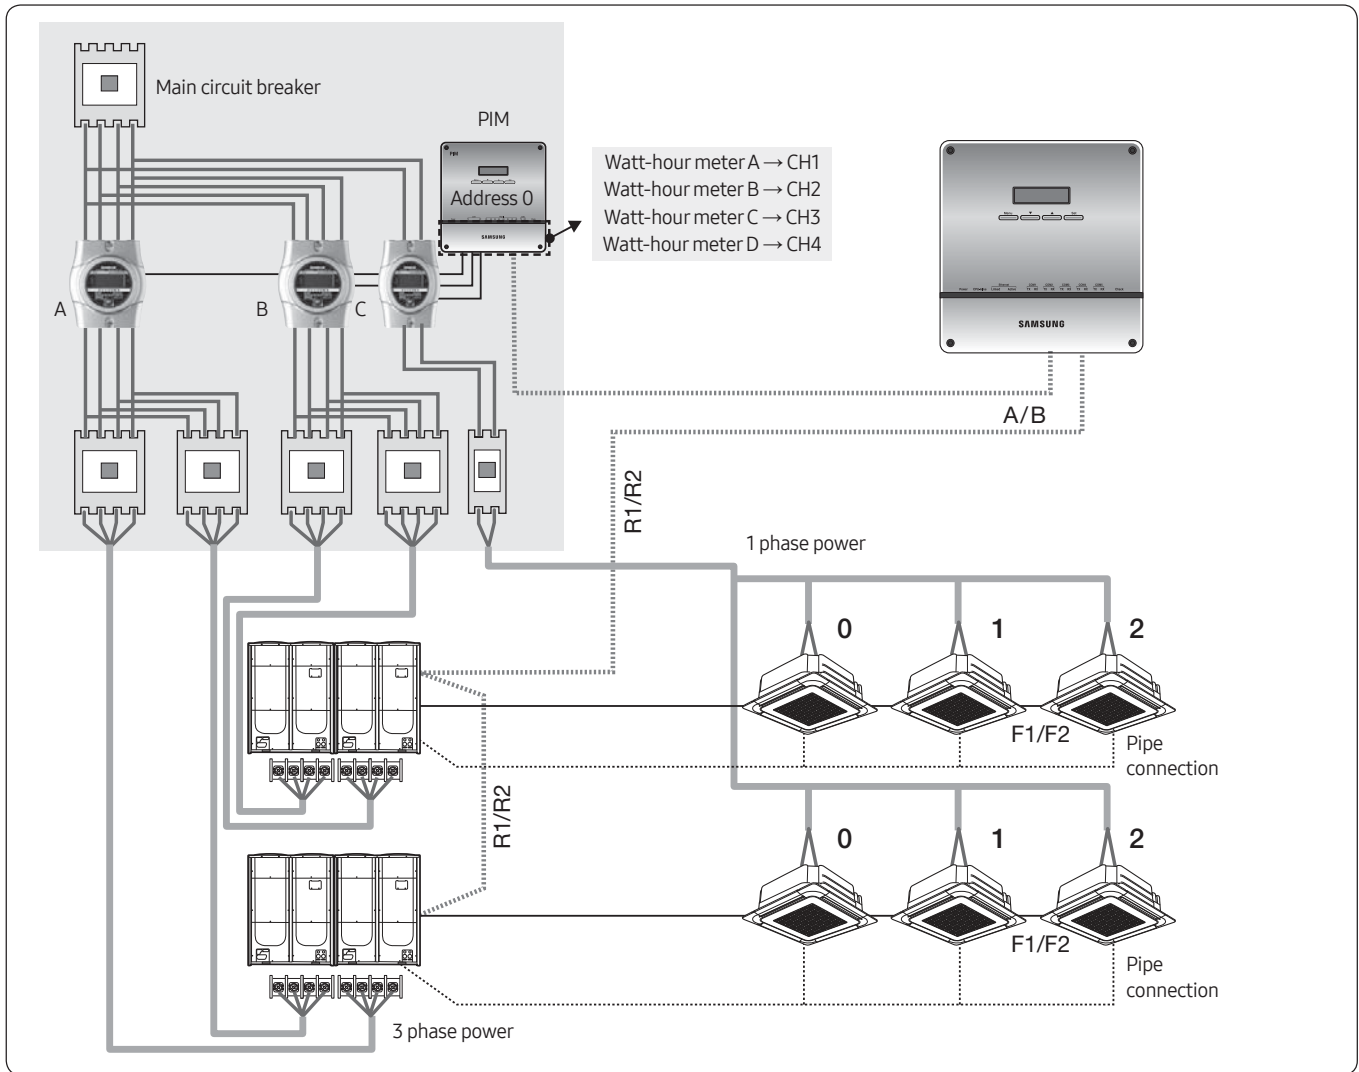 Main circuit breaker
PIM
PIM
Address 0
SAMSUNG
Watt-hour meter A → CH1
Watt-hour meter B → CH2
Watt-hour meter C → CH3
Watt-hour meter D → CH4
SAMSUNG
A
B
C
A/B
R1/R2
1 phase power
0
1
2
F1/F2
Pipe
connection
R1/R2
0
1
2
F1/F2
Pipe
connection
3 phase power